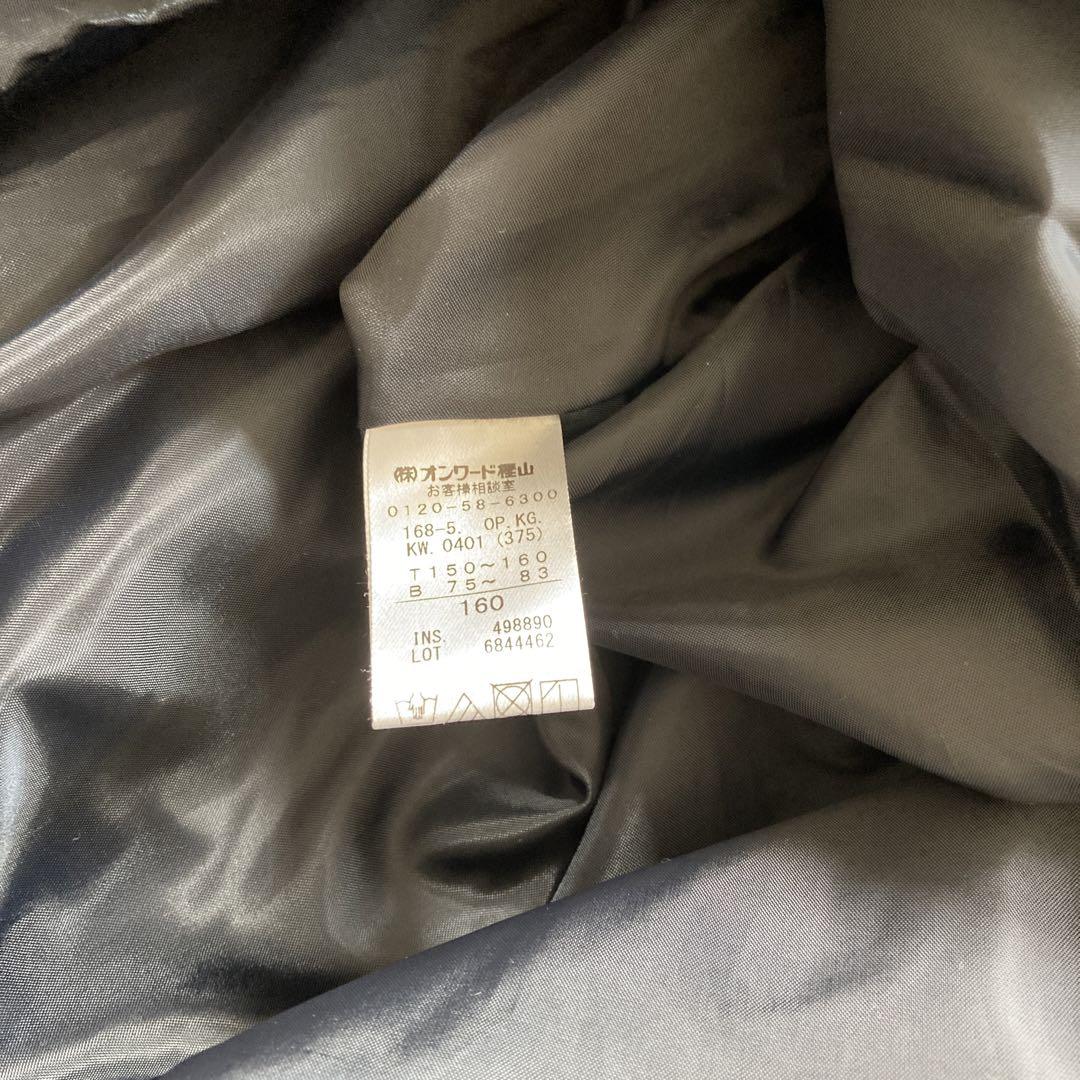 (株)オンワード樫山
お客様相談室
0120-58-6300
168-5. OP.KG.
KW. 0401 (375)
T 150～160
B 75～ 83
160
INS. 498890
LOT 6844462